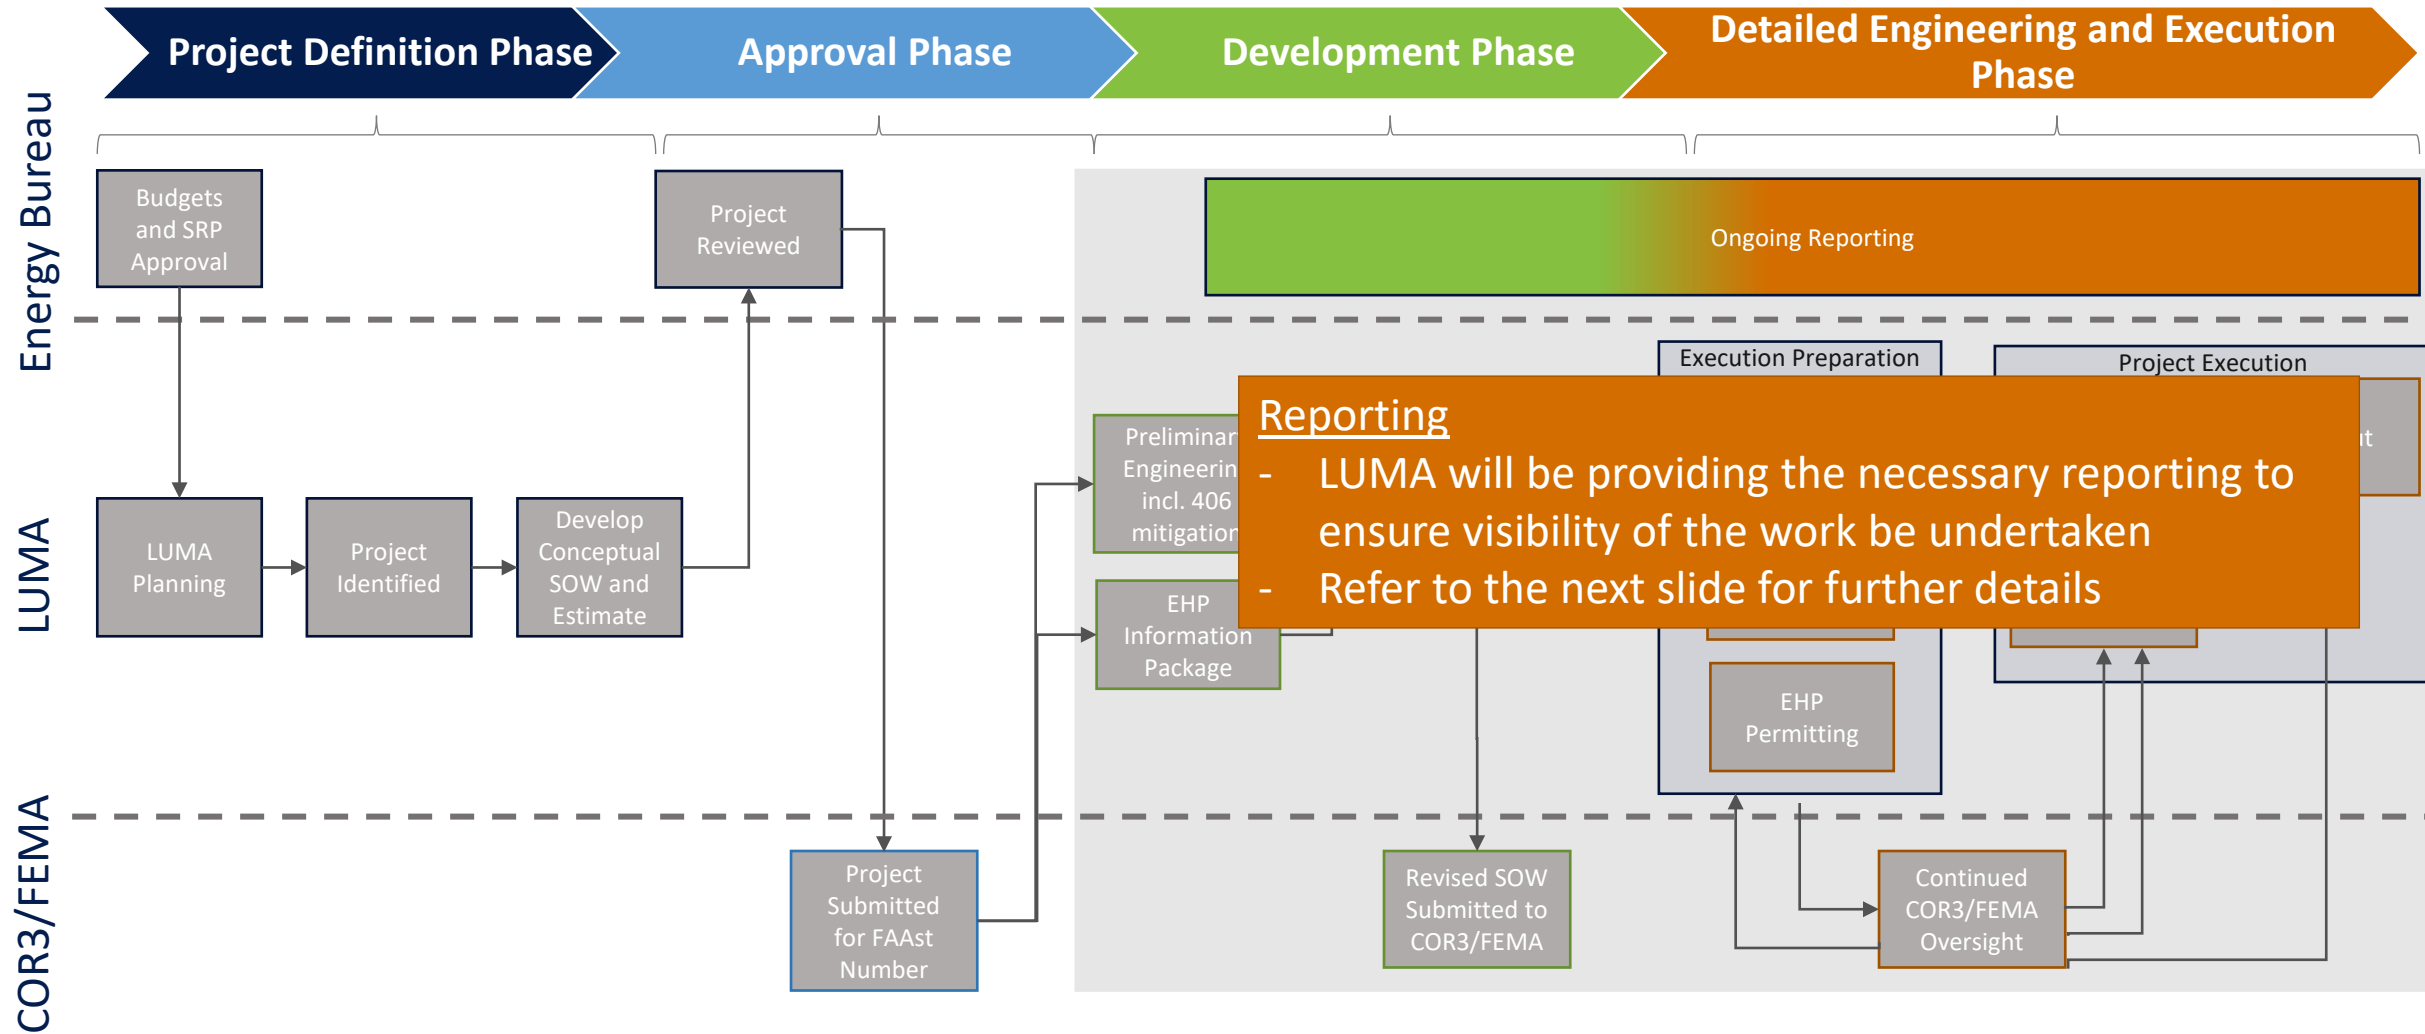 Project Definition Phase
Approval Phase
Development Phase
Detailed Engineering and Execution
Phase
Energy Bureau
Budgets
and SRP
Approval
Project
Reviewed
Ongoing Reporting
LUMA
LUMA
Planning
Project
Identified
Develop
Conceptual
SOW and
Estimate
Preliminar
Engineerin
incl. 406
mitigation
EHP
Information
Package
Execution Preparation
Project Execution
Reporting
- LUMA will be providing the necessary reporting to
ensure visibility of the work be undertaken
- Refer to the next slide for further details
EHP
Permitting
COR3/FEMA
Project
Submitted
for FAAst
Number
Revised SOW
Submitted to
COR3/FEMA
Continued
COR3/FEMA
Oversight